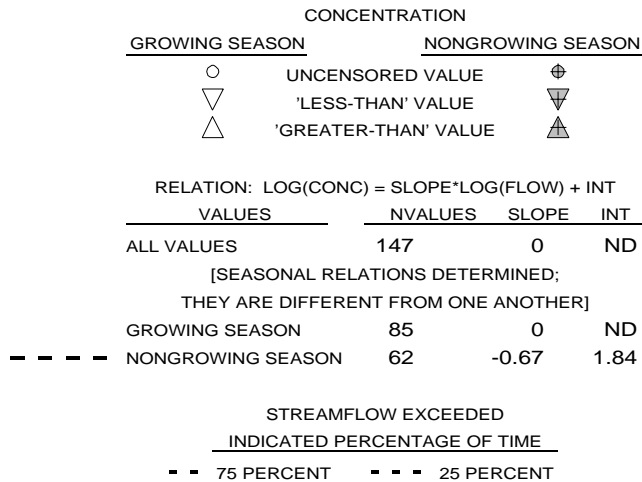 CONCENTRATION
GROWING SEASON NONGROWING SEASON
UNCENSORED VALUE
'LESS-THAN' VALUE
'GREATER-THAN' VALUE
RELATION: LOG(CONC) = SLOPE*LOG(FLOW) + INT
VALUES NVALUES SLOPE INT
ALL VALUES 147 0 ND
[SEASONAL RELATIONS DETERMINED;
THEY ARE DIFFERENT FROM ONE ANOTHER]
GROWING SEASON 85 0 ND
NONGROWING SEASON 62 -0.67 1.84
STREAMFLOW EXCEEDED
INDICATED PERCENTAGE OF TIME
75 PERCENT 25 PERCENT